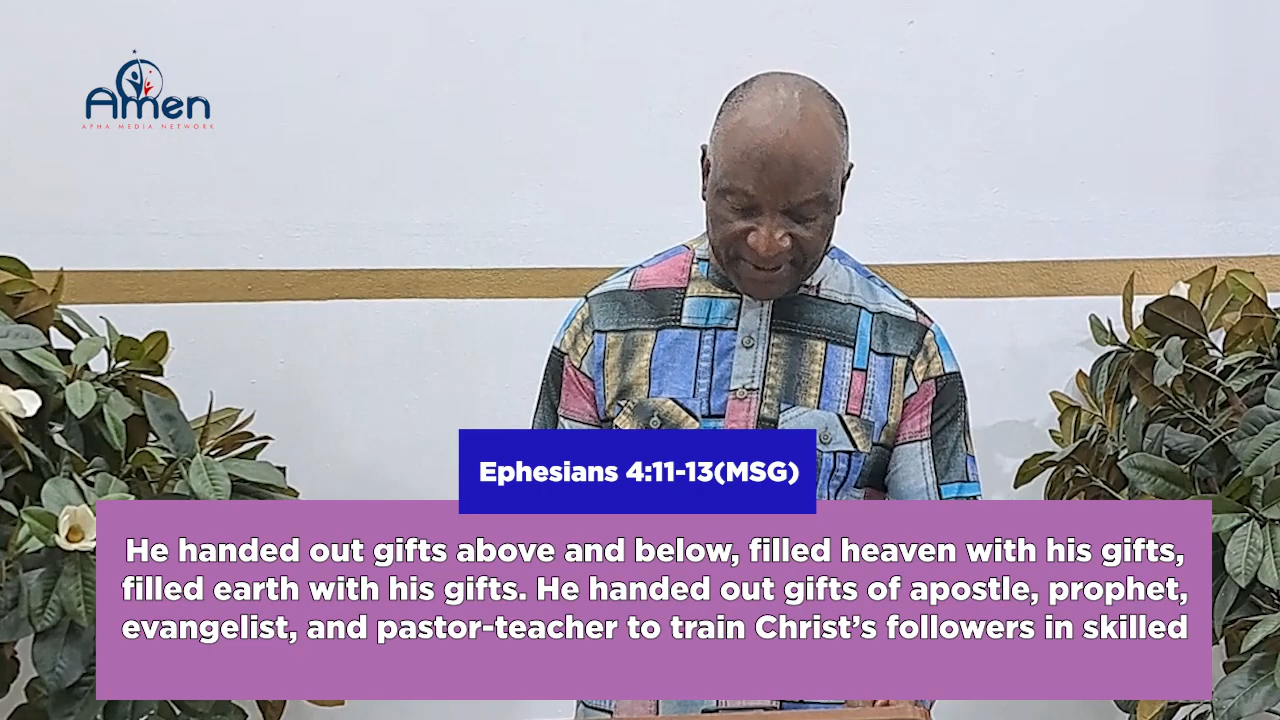 Amen
APHA MEDIA NETWORK
Ephesians 4:11-13(MSG)
He handed out gifts above and below, filled heaven with his gifts,
filled earth with his gifts. He handed out gifts of apostle, prophet,
evangelist, and pastor-teacher to train Christ’s followers in skilled